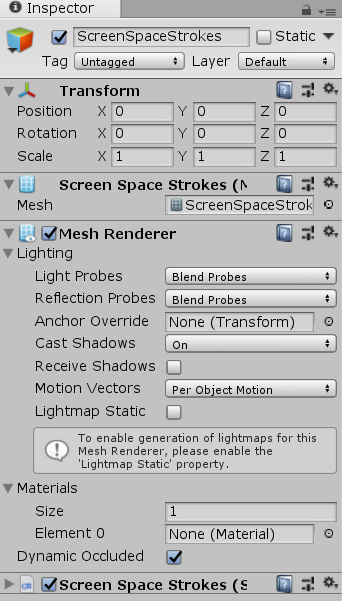 Inspector
ScreenSpaceStrokes Static
Tag Untagged Layer Default
Transform
Position X 0 Y 0 Z 0
Rotation X 0 Y 0 Z 0
Scale X 1 Y 1 Z 1
Screen Space Strokes (M
Mesh ScreenSpaceStrok
Mesh Renderer
Lighting
Light Probes Blend Probes
Reflection Probes Blend Probes
Anchor Override None (Transform)
Cast Shadows On
Receive Shadows
Motion Vectors Per Object Motion
Lightmap Static
To enable generation of lightmaps for this
Mesh Renderer, please enable the
'Lightmap Static' property.
Materials
Size 1
Element 0 None (Material)
Dynamic Occluded
c# Screen Space Strokes (S